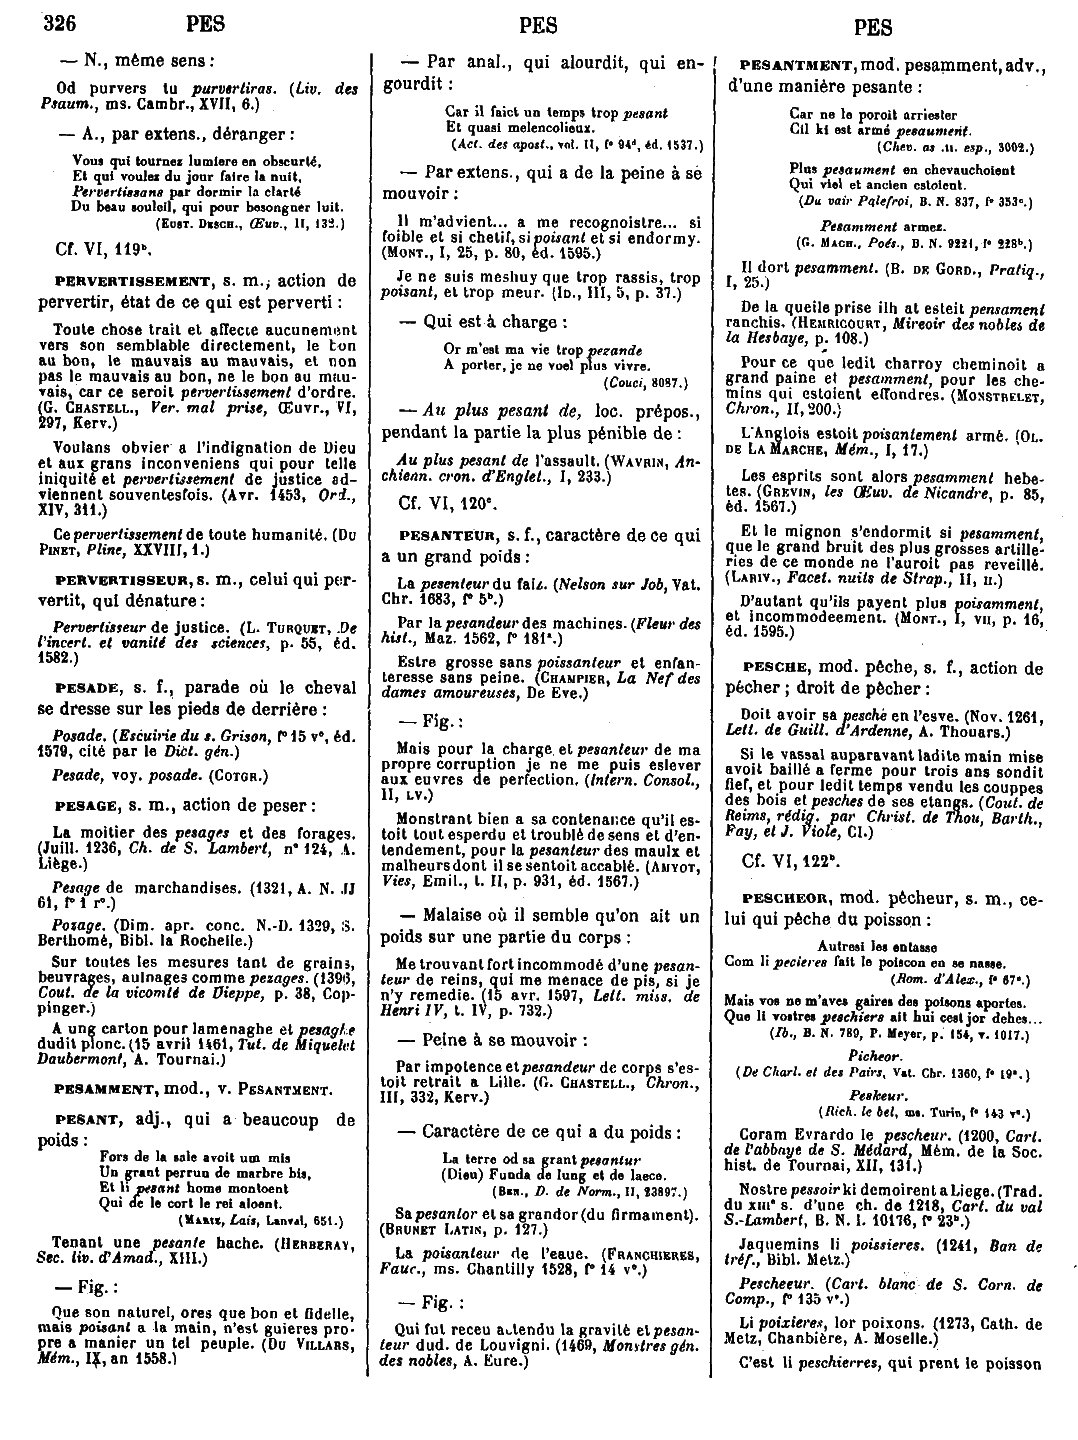 326 PES PES PES
— N., même sens :
Od purvers tu purvertiras. (Liv. des
Psaum., ms. Cambr., XVII, 6.)
— A., par extens., déranger :
Vous qui tournez lumiere en obscurté,
Et qui voulez du jour faire la nuit,
Pervertissans par dormir la clarté
Du beau souleil, qui pour besongner luit.
(Eust. Desch., Œuv., II, 132.)
Cf. VI, 119ᵇ.
PERVERTISSEMENT, s. m., action de
pervertir, état de ce qui est perverti :
Toute chose trait et affecte aucunement
vers son semblable directement, le bon
au bon, le mauvais au mauvais, et non
pas le mauvais au bon, ne le bon au mau-
vais, car ce seroit pervertissement d'ordre.
(G. Chastell., Ver. mal prise, Œuvr., VI,
297, Kerv.)
Voulans obvier a l'indignation de Dieu
et aux grans inconveniens qui pour telle
iniquité et pervertissement de justice ad-
viennent souventesfois. (Avr. 1453, Ord.,
XIV, 311.)
Ce pervertissement de toute humanité. (Du
Pinet, Pline, XXVIII, 1.)
PERVERTISSEUR, s. m., celui qui per-
vertit, qui dénature :
Pervertisseur de justice. (L. Turquet, De
l'incert. et vanité des sciences, p. 55, éd.
1582.)
PESADE, s. f., parade où le cheval
se dresse sur les pieds de derrière :
Posade. (Escuirie du s. Grison, f° 15 v°, éd.
1579, cité par le Dict. gén.)
Pesade, voy. posade. (Cotgr.)
PESAGE, s. m., action de peser :
La moitier des pesages et des forages.
(Juill. 1236, Ch. de S. Lambert, n° 124, A.
Liège.)
Pesage de marchandises. (1321, A. N. JJ
61, f° 1 r°.)
Pozage. (Dim. apr. conc. N.-D. 1329, S.
Berthomé, Bibl. la Rochelle.)
Sur toutes les mesures tant de grains,
beuvrages, aulnages comme pezages. (1396,
Cout. de la vicomté de Dieppe, p. 38, Cop-
pinger.)
A ung carton pour lamenaghe et pesaghe
dudit plonc. (15 avril 1461, Tut. de Miquelet
Daubermont, A. Tournai.)
PESAMMENT, mod., v. Pesantment.
PESANT, adj., qui a beaucoup de
poids :
Fors de la sale avoit um mis
Un grant perrun de marbre bis,
Et li pesant home montoent
Qui de le cort le rei aloent.
(Marie, Lais, Lanval, 651.)
Tenant une pesante hache. (Herberay,
Sec. liv. d'Amad., XIII.)
— Fig. :
Que son naturel, ores que bon et fidelle,
mais poisant a la main, n'est guieres pro-
pre a manier un tel peuple. (Du Villars,
Mém., IX, an 1558.)
— Par anal., qui alourdit, qui en-
gourdit :
Car il faict un temps trop pesant
Et quasi melencolieux.
(Act. des apost., vol. II, f° 94ᵈ, éd. 1537.)
— Par extens., qui a de la peine à se
mouvoir :
Il m'advient... a me recognoistre... si
foible et si chetif, si poisant et si endormy.
(Mont., I, 25, p. 80, éd. 1595.)
Je ne suis meshuy que trop rassis, trop
poisant, et trop meur. (Id., III, 5, p. 37.)
— Qui est à charge :
Or m'est ma vie trop pezande
A porter, je ne voel plus vivre.
(Couci, 8087.)
— Au plus pesant de, loc. prépos.,
pendant la partie la plus pénible de :
Au plus pesant de l'assault. (Wavrin, An-
chienn. cron. d'Englet., I, 233.)
Cf. VI, 120ᶜ.
PESANTEUR, s. f., caractère de ce qui
a un grand poids :
La pesenteur du faiz. (Nelson sur Job, Vat.
Chr. 1683, f° 5ᵇ.)
Par la pesandeur des machines. (Fleur des
hist., Maz. 1562, f° 181ᵃ.)
Estre grosse sans poissanteur et enfan-
teresse sans peine. (Champier, La Nef des
dames amoureuses, De Eve.)
— Fig. :
Mais pour la charge et pesanteur de ma
propre corruption je ne me puis eslever
aux euvres de perfection. (Intern. Consol.,
II, lv.)
Monstrant bien a sa contenance qu'il es-
toit tout esperdu et troublé de sens et d'en-
tendement, pour la pesanteur des maulx et
malheurs dont il se sentoit accablé. (Amyot,
Vies, Emil., t. II, p. 931, éd. 1567.)
— Malaise où il semble qu'on ait un
poids sur une partie du corps :
Me trouvant fort incommodé d'une pesan-
teur de reins, qui me menace de pis, si je
n'y remedie. (15 avr. 1597, Lett. miss. de
Henri IV, t. IV, p. 732.)
— Peine à se mouvoir :
Par impotence et pesandeur de corps s'es-
toit retrait a Lille. (G. Chastell., Chron.,
III, 332, Kerv.)
— Caractère de ce qui a du poids :
La terre od sa grant pesantur
(Dieu) Funda de lung et de laece.
(Ben., D. de Norm., II, 23897.)
Sa pesantor et sa grandor (du firmament).
(Brunet Latin, p. 127.)
La poisanteur de l'eaue. (Franchieres,
Fauc., ms. Chantilly 1528, f° 14 v°.)
— Fig. :
Qui fut receu actendu la gravité et pesan-
teur dud. de Louvigni. (1469, Monstres gén.
des nobles, A. Eure.)
PESANTMENT, mod. pesamment, adv.,
d'une manière pesante :
Car ne le poroit arriester
Cil ki est armé pesaument.
(Chev. as .ii. esp., 3002.)
Plus pesaument en chevauchoient
Qui viel et ancien estoient.
(Du vair Palefroi, B. N. 837, f° 353ᶜ.)
Pesamment armez.
(G. Mach., Poés., B. N. 9221, f° 228ᵇ.)
Il dort pesamment. (B. de Gord., Pratiq.,
I, 25.)
De la queile prise ilh at esteit pensament
ranchis. (Hemricourt, Mireoir des nobles de
la Hesbaye, p. 108.)
Pour ce que ledit charroy cheminoit a
grand paine et pesamment, pour les che-
mins qui estoient effondres. (Monstrelet,
Chron., II, 200.)
L'Anglois estoit poisantement armé. (Ol.
de La Marche, Mém., I, 17.)
Les esprits sont alors pesamment hebe-
tes. (Grevin, les Œuv. de Nicandre, p. 85,
éd. 1567.)
Et le mignon s'endormit si pesamment,
que le grand bruit des plus grosses artille-
ries de ce monde ne l'auroit pas reveillé.
(Lariv., Facet. nuits de Strap., II, ii.)
D'autant qu'ils payent plus poisamment,
et incommodeement. (Mont., I, vii, p. 16,
éd. 1595.)
PESCHE, mod. pêche, s. f., action de
pécher ; droit de pêcher :
Doit avoir sa pesche en l'esve. (Nov. 1261,
Lett. de Guill. d'Ardenne, A. Thouars.)
Si le vassal auparavant ladite main mise
avoit baillé a ferme pour trois ans sondit
fief, et pour ledit temps vendu les couppes
des bois et pesches de ses etangs. (Cout. de
Reims, rédig. par Christ. de Thou, Barth.,
Fay, et J. Viole, CI.)
Cf. VI, 122ᵇ.
PESCHEOR, mod. pêcheur, s. m., ce-
lui qui pêche du poisson :
Autresi les entasse
Com li pecieres fait le poiscon en se nasse.
(Rom. d'Alex., f° 67ᵃ.)
Mais vos ne m'aves gaires des poisons aportes.
Que li vostres peschiers ait hui cest jor dehes...
(Ib., B. N. 789, P. Meyer, p. 154, v. 1017.)
Picheor.
(De Charl. et des Pairs, Vat. Chr. 1360, f° 19ᵃ.)
Peskeur.
(Rich. le bel, ms. Turin, f° 143 v°.)
Coram Evrardo le pescheur. (1200, Cart.
de l'abbaye de S. Médard, Mém. de la Soc.
hist. de Tournai, XII, 131.)
Nostre pessoir ki demoirent a Liege. (Trad.
du xiiiᵉ s. d'une ch. de 1218, Cart. du val
S.-Lambert, B. N. l. 10176, f° 23ᵇ.)
Jaquemins li poissieres. (1241, Ban de
tréf., Bibl. Metz.)
Pescheeur. (Cart. blanc de S. Corn. de
Comp., f° 135 v°.)
Li poixieres, lor poixons. (1273, Cath. de
Metz, Chanbière, A. Moselle.)
C'est li peschierres, qui prent le poisson